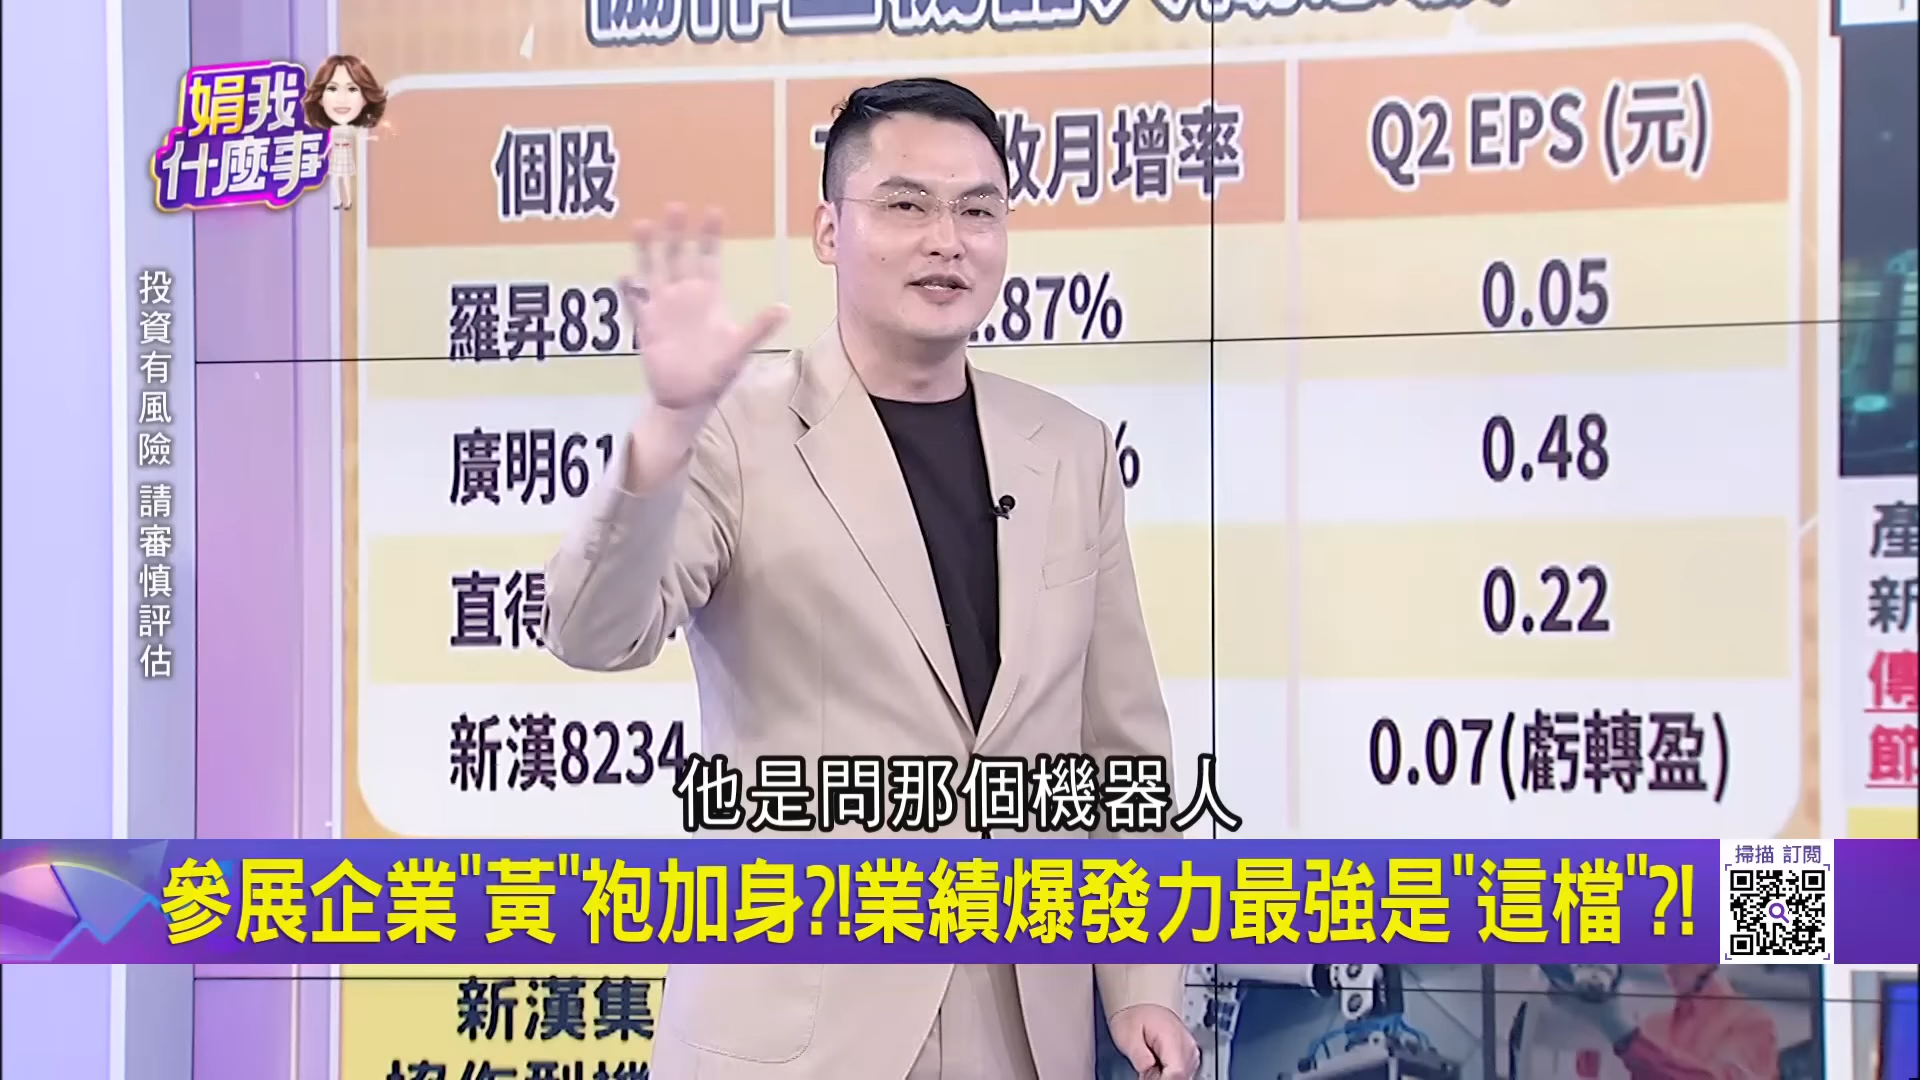 娟我
什麼事
投資有風險 請審慎評估
個股
收月增率
Q2 EPS (元)
羅昇83
.87%
0.05
廣明61
%
0.48
直得
0.22
新漢8234
0.07(虧轉盈)
產
新
傳
節
他是問那個機器人
參展企業"黃"袍加身?!業績爆發力最強是"這檔"?!
掃描 訂閱
新漢集